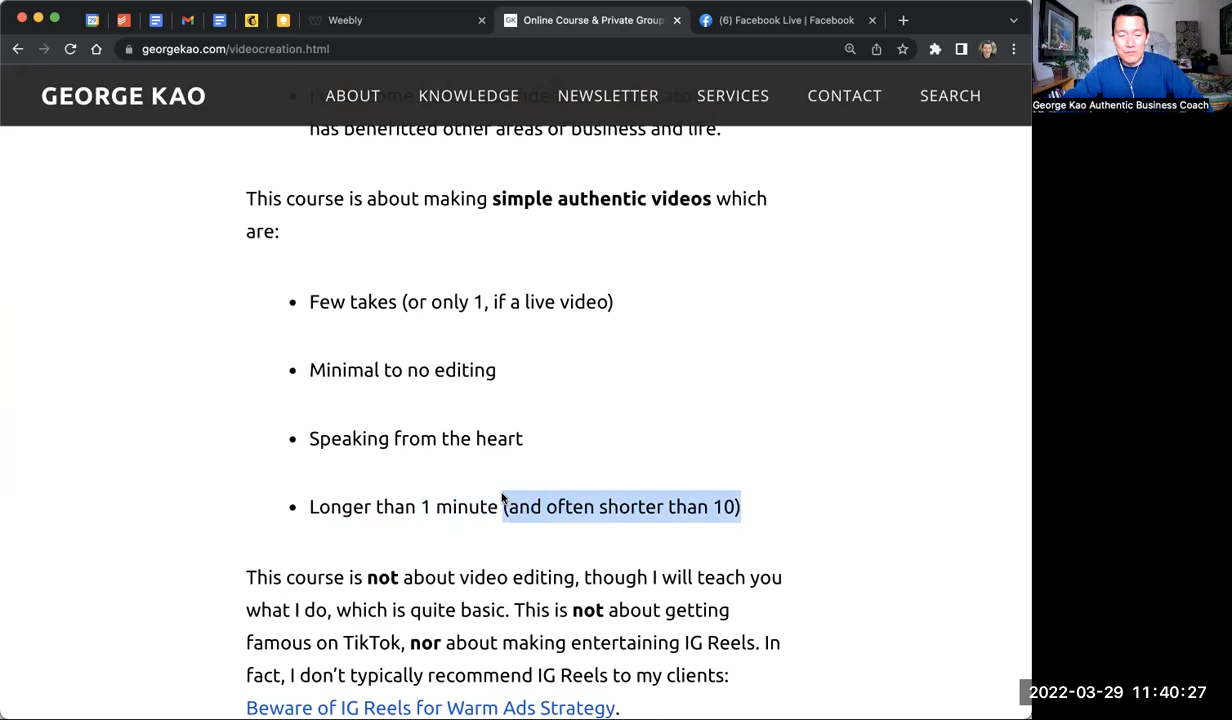 Weebly
GK Online Course & Private Group
(6) Facebook Live | Facebook
georgekao.com/videocreation.html
GEORGE KAO
ABOUT KNOWLEDGE NEWSLETTER SERVICES CONTACT SEARCH
George Kao Authentic Business Coach
has benefitted other areas of business and life.
This course is about making simple authentic videos which
are:
• Few takes (or only 1, if a live video)
• Minimal to no editing
• Speaking from the heart
• Longer than 1 minute (and often shorter than 10)
This course is not about video editing, though I will teach you
what I do, which is quite basic. This is not about getting
famous on TikTok, nor about making entertaining IG Reels. In
fact, I don't typically recommend IG Reels to my clients:
Beware of IG Reels for Warm Ads Strategy.
2022-03-29 11:40:27